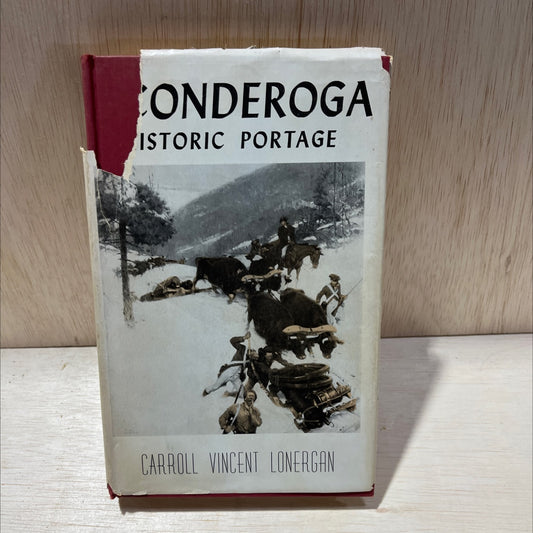 CONDEROGA
ISTORIC PORTAGE
CARROLL VINCENT LONERGAN